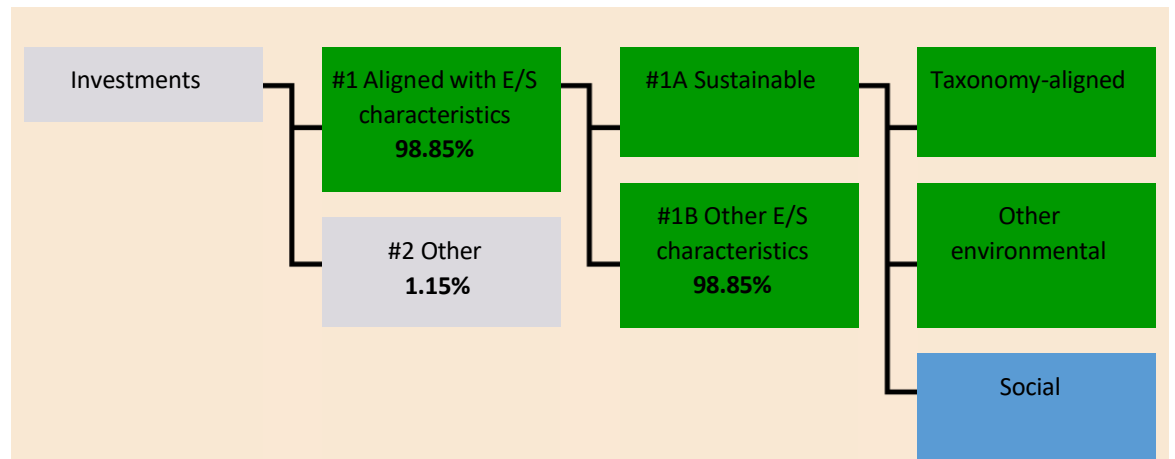 Investments
#1 Aligned with E/S
characteristics
98.85%
#2 Other
1.15%
#1A Sustainable
#1B Other E/S
characteristics
98.85%
Taxonomy-aligned
Other
environmental
Social